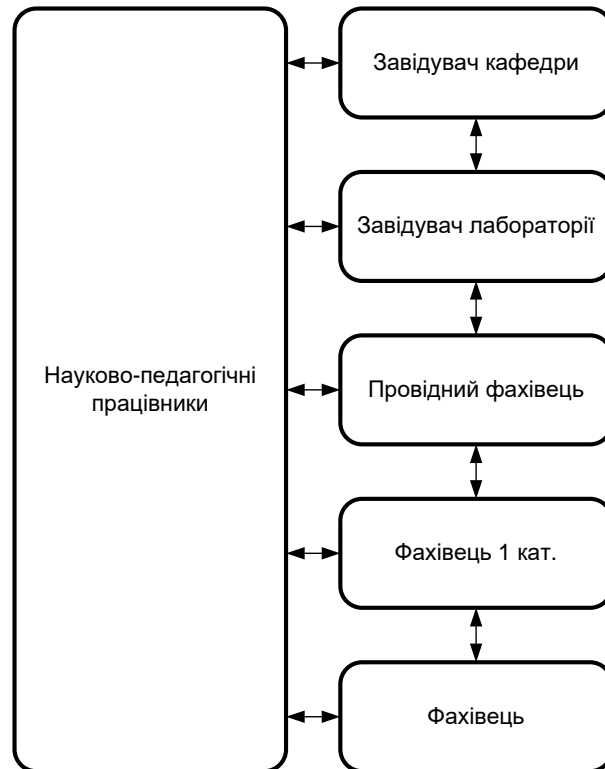 Завідувач кафедри
Завідувач лабораторії
Науково-педагогічні
працівники
Провідний фахівець
Фахівець 1 кат.
Фахівець